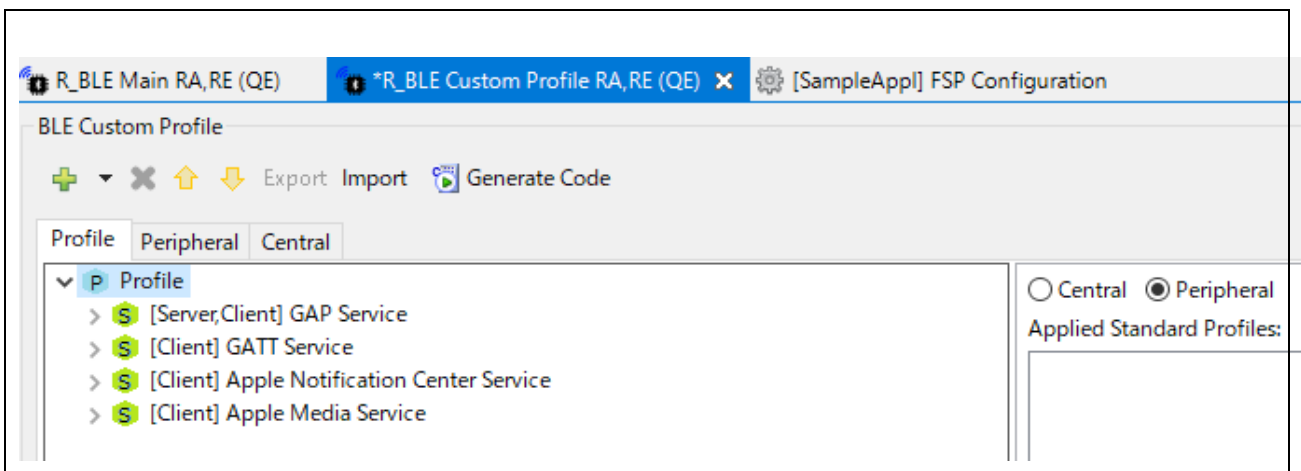 R_BLE Main RA,RE (QE) *R_BLE Custom Profile RA,RE (QE) [SampleAppl] FSP Configuration
BLE Custom Profile
Export Import Generate Code
Profile Peripheral Central
P Profile
S [Server,Client] GAP Service
S [Client] GATT Service
S [Client] Apple Notification Center Service
S [Client] Apple Media Service
Central Peripheral
Applied Standard Profiles: